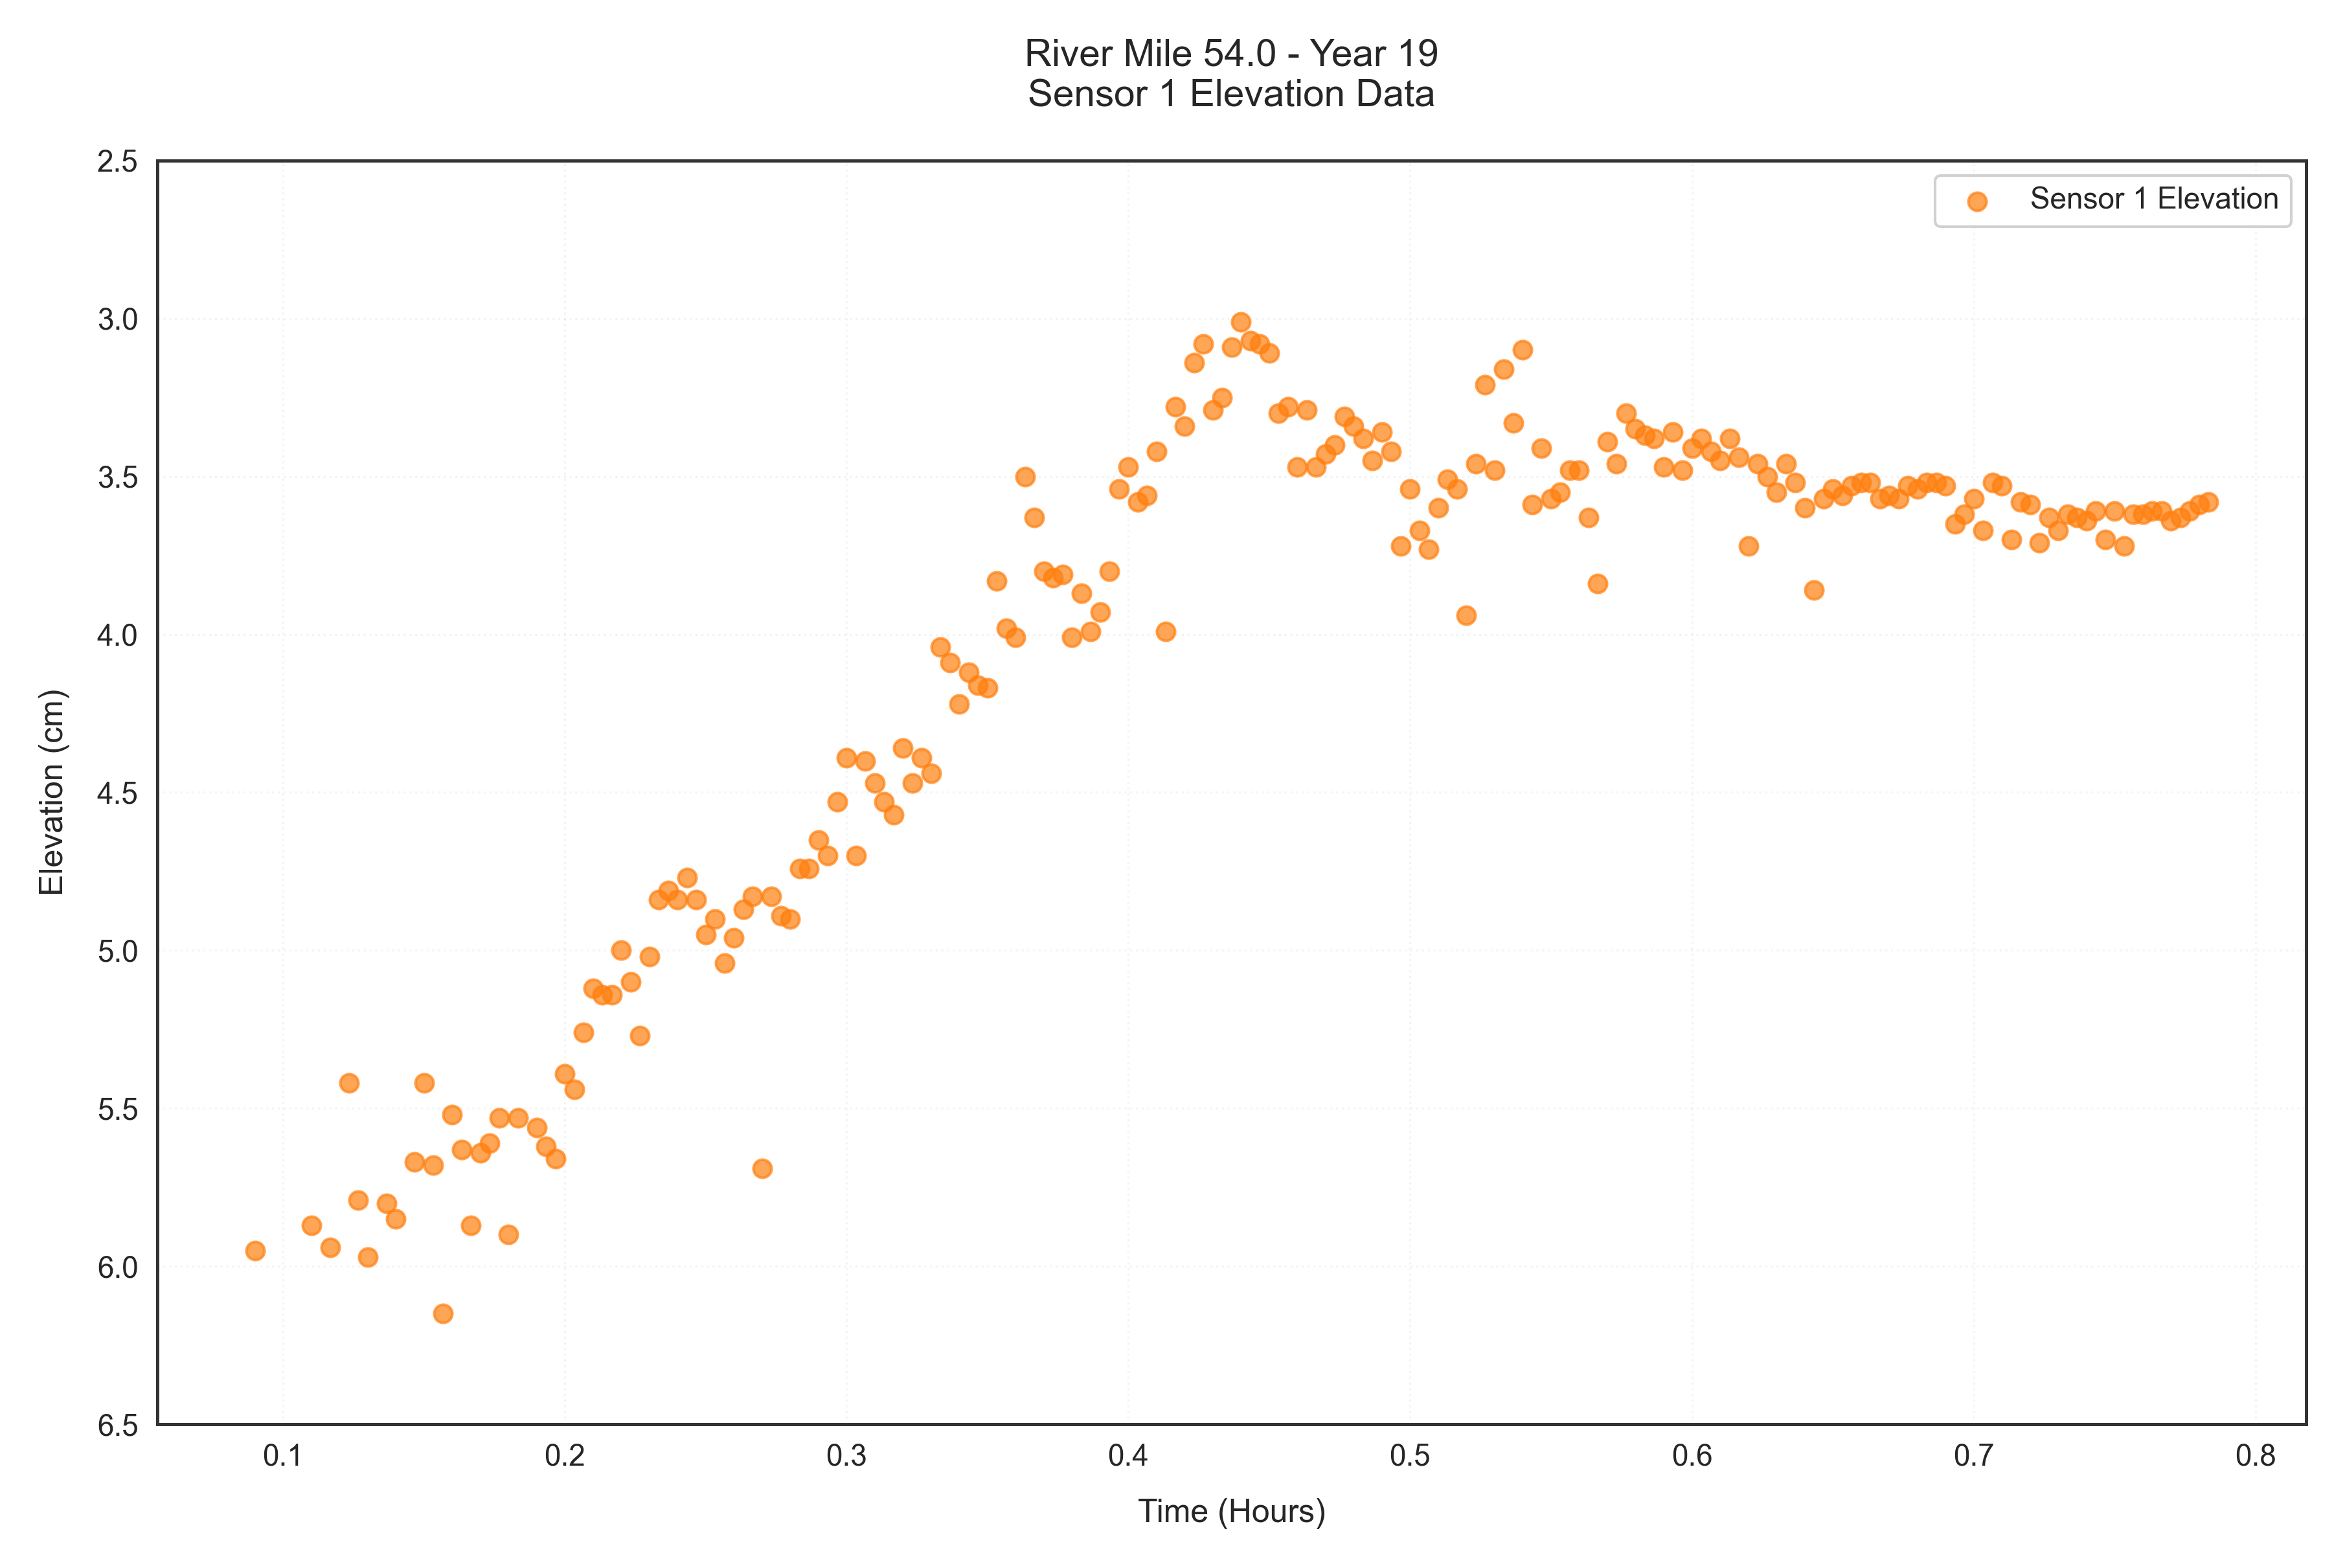 River Mile 54.0 - Year 19
Sensor 1 Elevation Data
Sensor 1 Elevation
Elevation (cm)
2.5
3.0
3.5
4.0
4.5
5.0
5.5
6.0
6.5
0.1 0.2 0.3 0.4 0.5 0.6 0.7 0.8
Time (Hours)